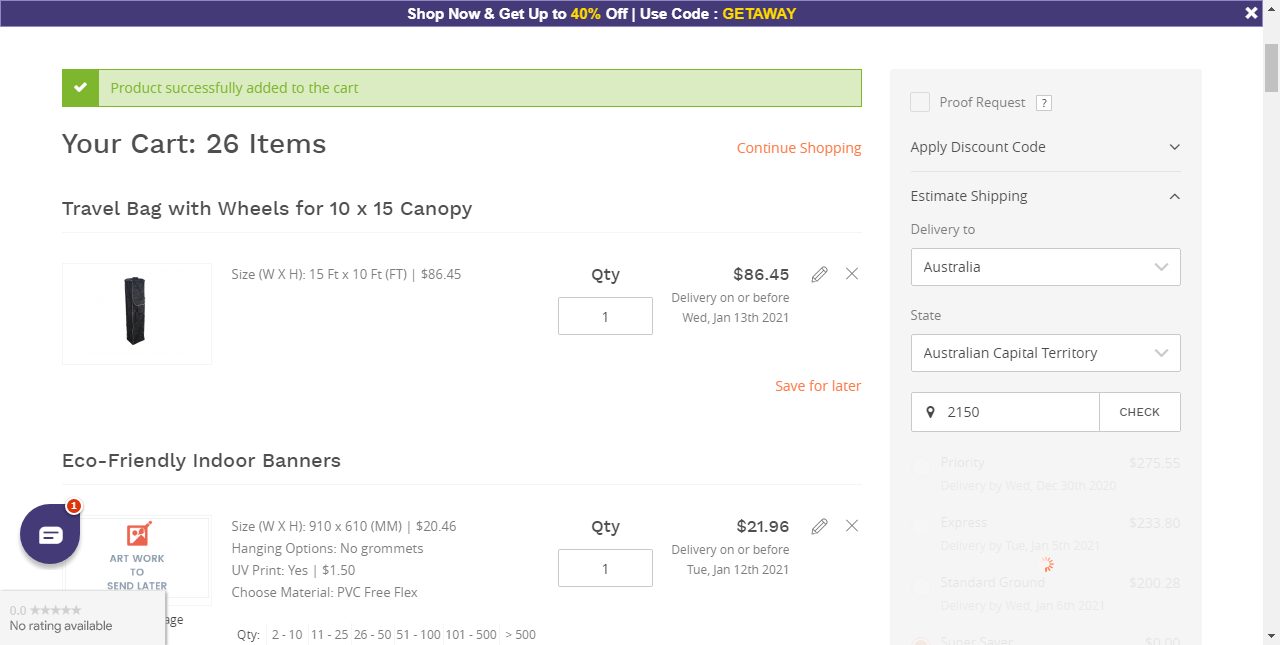 Shop Now & Get Up to 40% Off | Use Code : GETAWAY
Product successfully added to the cart
Your Cart: 26 Items
Continue Shopping
Travel Bag with Wheels for 10 x 15 Canopy
Size (W X H): 15 Ft x 10 Ft (FT) | $86.45
Qty
1
$86.45
Delivery on or before
Wed, Jan 13th 2021
Save for later
Eco-Friendly Indoor Banners
ART WORK
TO
SEND LATER
Size (W X H): 910 x 610 (MM) | $20.46
Hanging Options: No grommets
UV Print: Yes | $1.50
Choose Material: PVC Free Flex
Qty
1
$21.96
Delivery on or before
Tue, Jan 12th 2021
Qty: 2 - 10 11 - 25 26 - 50 51 - 100 101 - 500 > 500
1
0.0
No rating available
Proof Request ?
Apply Discount Code
Estimate Shipping
Delivery to
Australia
State
Australian Capital Territory
2150
CHECK
Priority $275.55
Delivery by Wed, Dec 30th 2020
Express $233.80
Delivery by Tue, Jan 5th 2021
Standard Ground $200.28
Delivery by Wed, Jan 6th 2021
Super Saver $0.00